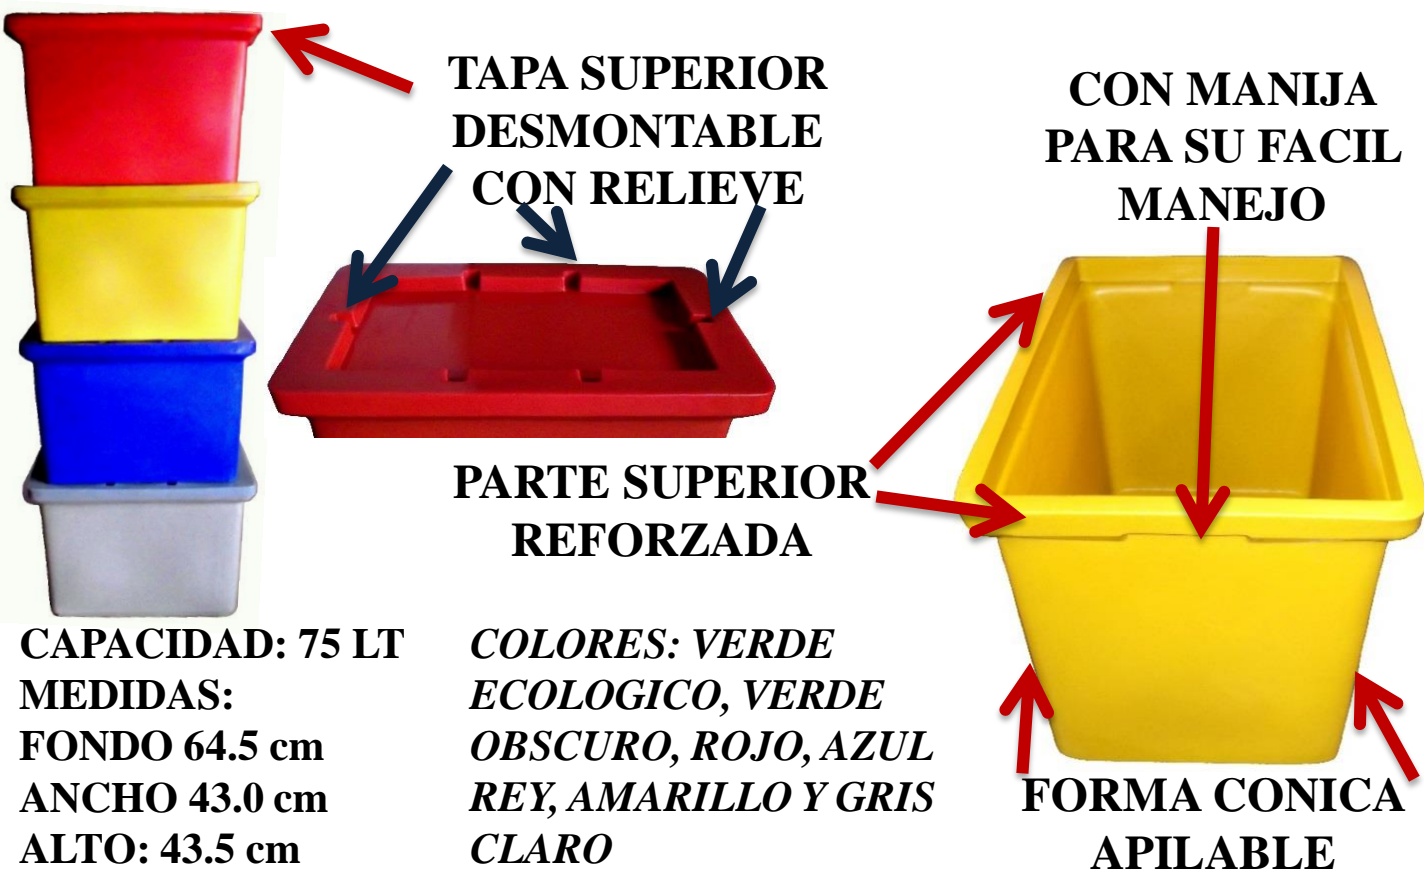 TAPA SUPERIOR
DESMONTABLE
CON RELIEVE
CON MANIJA
PARA SU FACIL
MANEJO
PARTE SUPERIOR
REFORZADA
CAPACIDAD: 75 LT
MEDIDAS:
FONDO 64.5 cm
ANCHO 43.0 cm
ALTO: 43.5 cm
COLORES: VERDE
ECOLOGICO, VERDE
OBSCURO, ROJO, AZUL
REY, AMARILLO Y GRIS
CLARO
FORMA CONICA
APILABLE